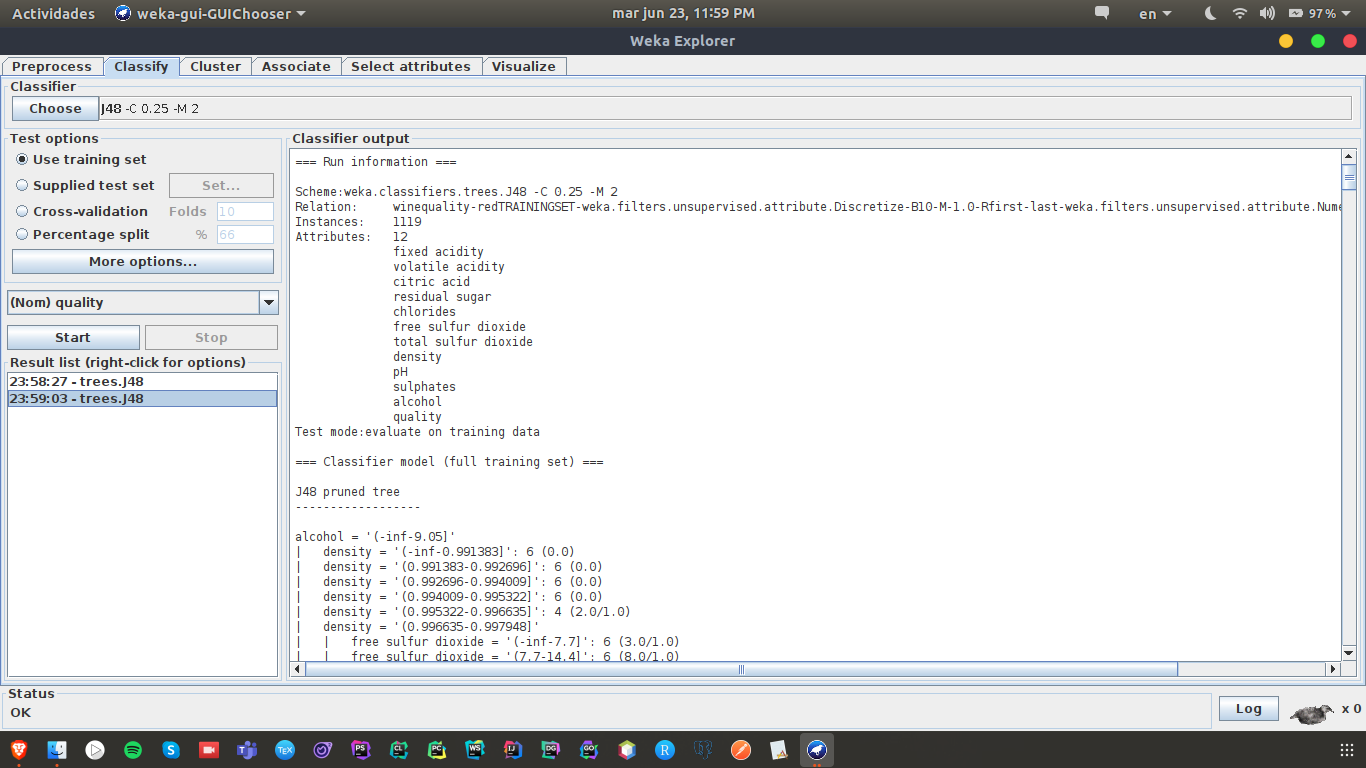 Actividades weka-gui-GUIChooser mar jun 23, 11:59 PM en 97%
Weka Explorer
Preprocess Classify Cluster Associate Select attributes Visualize
Classifier
Choose J48 -C 0.25 -M 2
Test options
Use training set
Supplied test set Set...
Cross-validation Folds 10
Percentage split % 66
More options...
(Nom) quality
Start Stop
Result list (right-click for options)
23:58:27 - trees.J48
23:59:03 - trees.J48
Classifier output
=== Run information ===
Scheme:weka.classifiers.trees.J48 -C 0.25 -M 2
Relation: winequality-redTRAININGSET-weka.filters.unsupervised.attribute.Discretize-B10-M-1.0-Rfirst-last-weka.filters.unsupervised.attribute.Nume
Instances: 1119
Attributes: 12
fixed acidity
volatile acidity
citric acid
residual sugar
chlorides
free sulfur dioxide
total sulfur dioxide
density
pH
sulphates
alcohol
quality
Test mode:evaluate on training data
=== Classifier model (full training set) ===
J48 pruned tree
------------------
alcohol = '(-inf-9.05]'
| density = '(-inf-0.991383]': 6 (0.0)
| density = '(0.991383-0.992696]': 6 (0.0)
| density = '(0.992696-0.994009]': 6 (0.0)
| density = '(0.994009-0.995322]': 6 (0.0)
| density = '(0.995322-0.996635]': 4 (2.0/1.0)
| density = '(0.996635-0.997948]'
| | free sulfur dioxide = '(-inf-7.7]': 6 (3.0/1.0)
| | free sulfur dioxide = '(7.7-14.4]': 6 (8.0/1.0)
Status
OK
Log x 0
S TEX PS CL PC WS IJ DG GO R